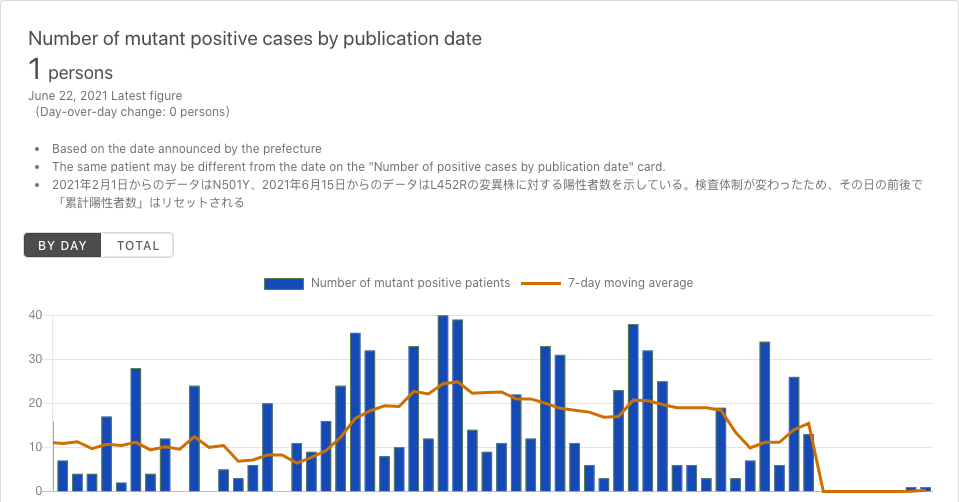 Number of mutant positive cases by publication date
1 persons
June 22, 2021 Latest figure
(Day-over-day change: 0 persons)
• Based on the date announced by the prefecture
• The same patient may be different from the date on the "Number of positive cases by publication date" card.
• 2021年2月1日からのデータはN501Y、2021年6月15日からのデータはL452Rの変異株に対する陽性者数を示している。検査体制が変わったため、その日の前後で
「累計陽性者数」はリセットされる
BY DAY TOTAL
Number of mutant positive patients 7-day moving average
40
30
20
10
0